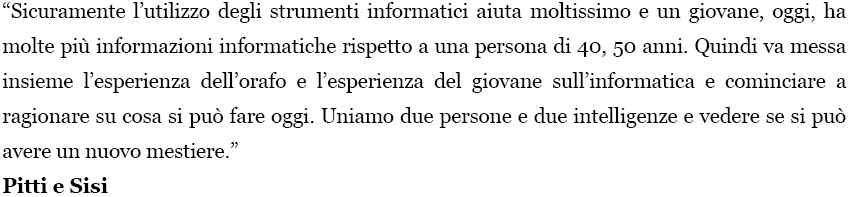 “Sicuramente l’utilizzo degli strumenti informatici aiuta moltissimo e un giovane, oggi, ha
molte più informazioni informatiche rispetto a una persona di 40, 50 anni. Quindi va messa
insieme l’esperienza dell’orafo e l’esperienza del giovane sull’informatica e cominciare a
ragionare su cosa si può fare oggi. Uniamo due persone e due intelligenze e vedere se si può
avere un nuovo mestiere.”
Pitti e Sisi